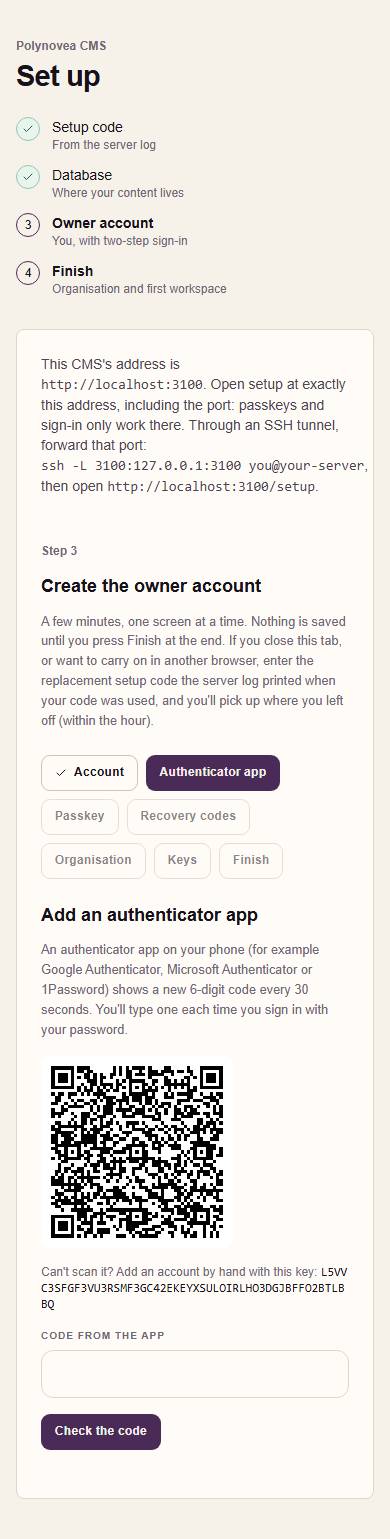 Polynovea CMS
Set up
Setup code
From the server log
Database
Where your content lives
3
Owner account
You, with two-step sign-in
4
Finish
Organisation and first workspace
This CMS's address is
http://localhost:3100. Open setup at exactly
this address, including the port: passkeys and
sign-in only work there. Through an SSH tunnel,
forward that port:
ssh -L 3100:127.0.0.1:3100 you@your-server,
then open http://localhost:3100/setup.
Step 3
Create the owner account
A few minutes, one screen at a time. Nothing is saved
until you press Finish at the end. If you close this tab,
or want to carry on in another browser, enter the
replacement setup code the server log printed when
your code was used, and you'll pick up where you left
off (within the hour).
Account
Authenticator app
Passkey
Recovery codes
Organisation
Keys
Finish
Add an authenticator app
An authenticator app on your phone (for example
Google Authenticator, Microsoft Authenticator or
1Password) shows a new 6-digit code every 30
seconds. You'll type one each time you sign in with
your password.
Can't scan it? Add an account by hand with this key: L5VV
C3SFGF3VU3RSMF3GC42EKEYXSULOIRLHO3DGJBFFO2BTLB
BQ
CODE FROM THE APP
Check the code